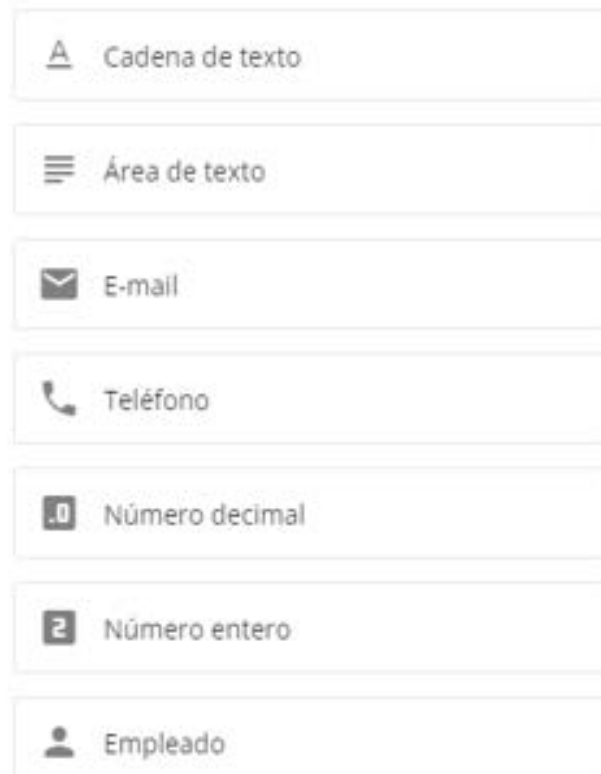 Cadena de texto
Área de texto
E-mail
Teléfono
Número decimal
Número entero
Empleado